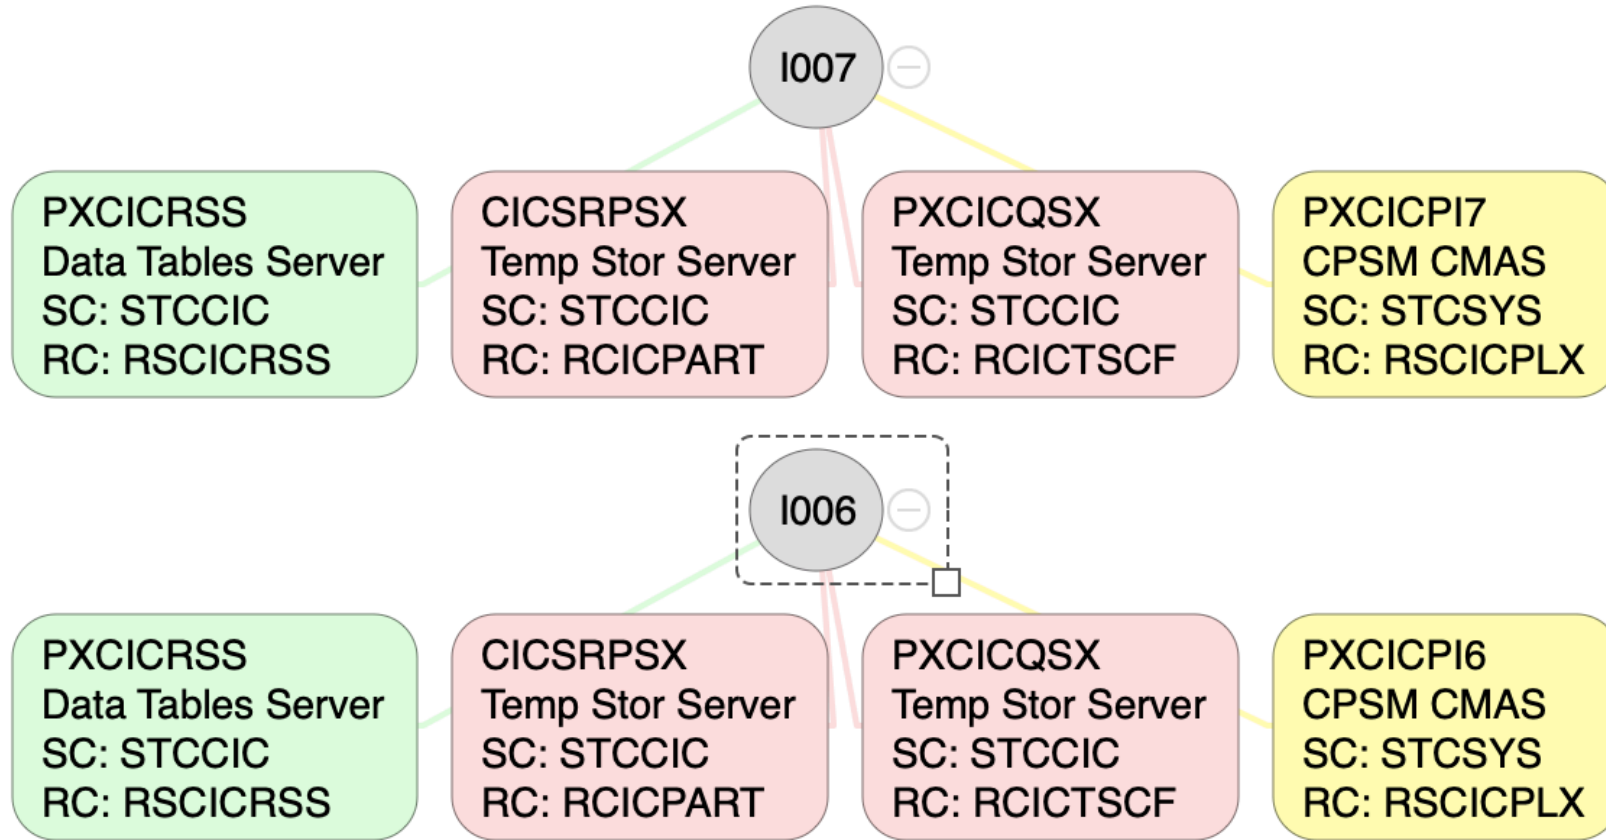 I007
PXCICRSS
Data Tables Server
SC: STCCIC
RC: RSCICRSS
CICSRPSX
Temp Stor Server
SC: STCCIC
RC: RCICPART
PXCICQSX
Temp Stor Server
SC: STCCIC
RC: RCICTSCF
PXCICPI7
CPSM CMAS
SC: STCSYS
RC: RSCICPLX
I006
PXCICRSS
Data Tables Server
SC: STCCIC
RC: RSCICRSS
CICSRPSX
Temp Stor Server
SC: STCCIC
RC: RCICPART
PXCICQSX
Temp Stor Server
SC: STCCIC
RC: RCICTSCF
PXCICPI6
CPSM CMAS
SC: STCSYS
RC: RSCICPLX